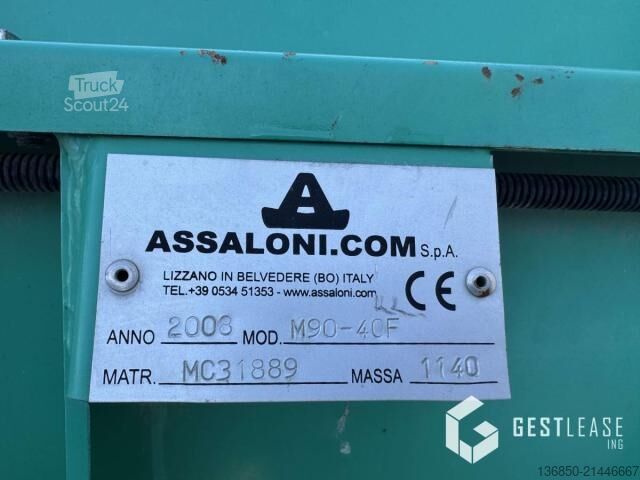 Truck
Scout24
A
ASSALONI.COM S.p.A.
LIZZANO IN BELVEDERE (BO) ITALY
TEL.+39 0534 51353 - www.assaloni.com
CE
ANNO 2008 MOD. M90-40F
MATR. MC31889 MASSA 1140
GESTLEASE
ING
136850-21446667